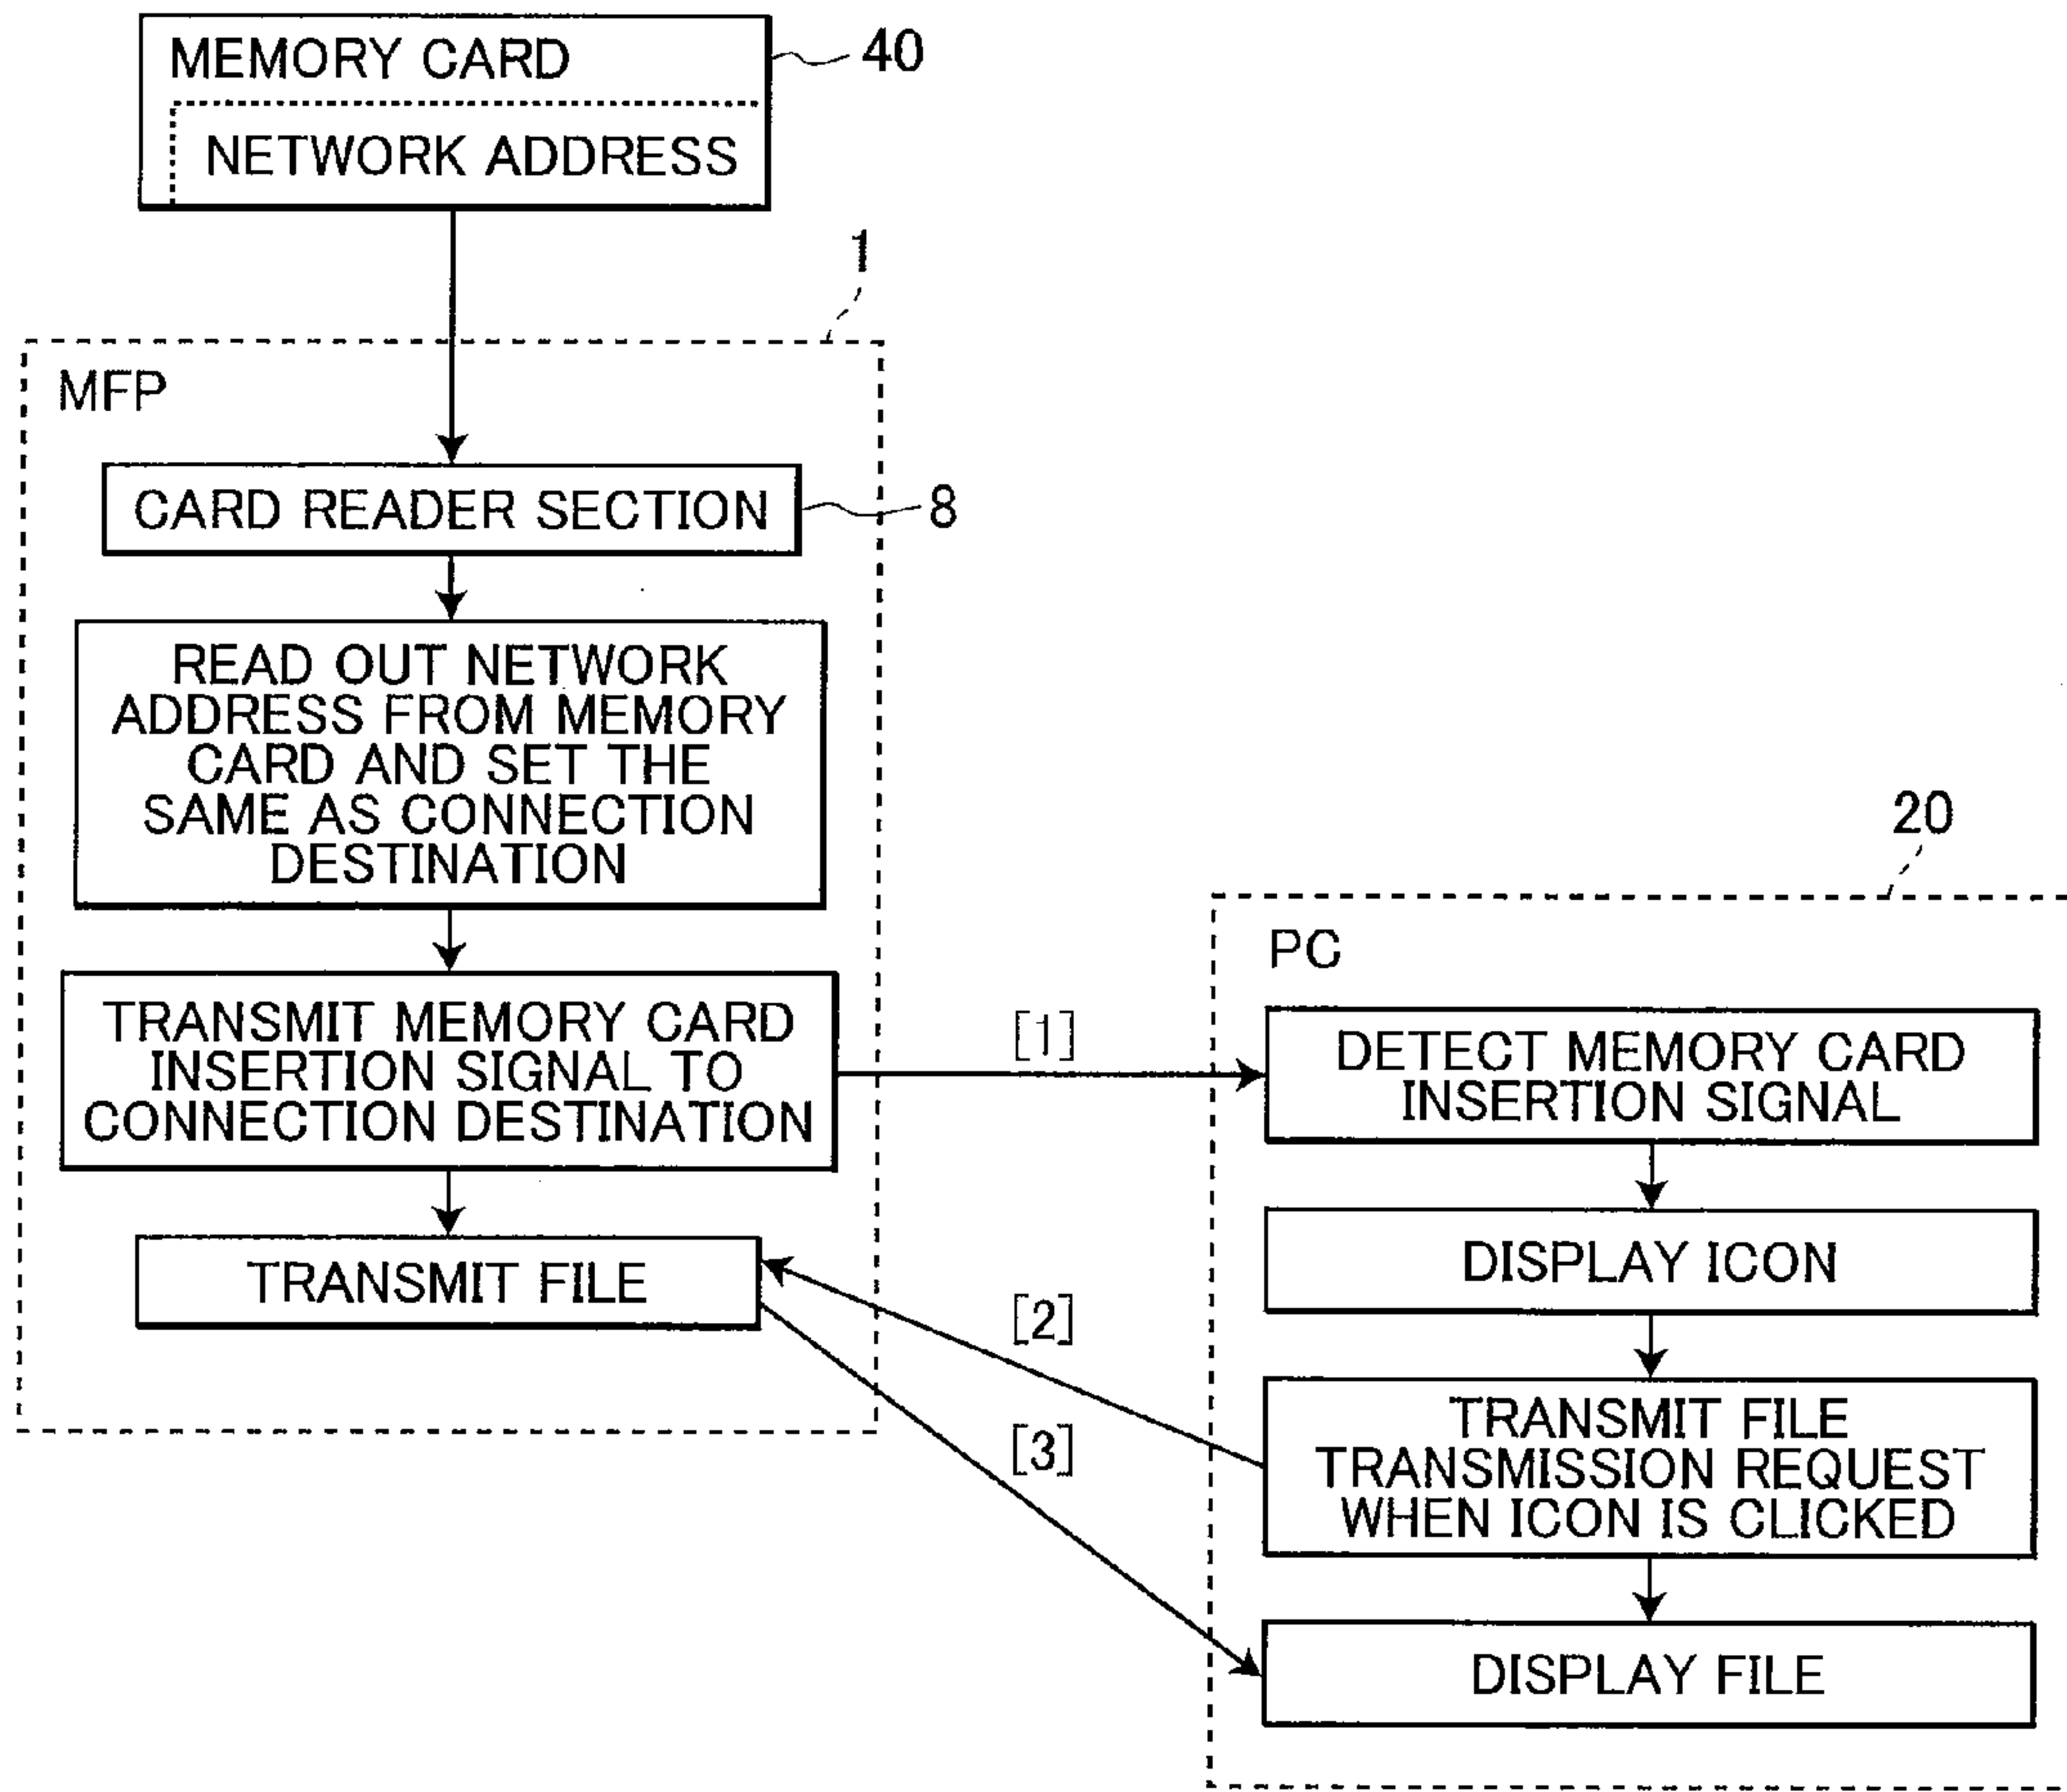 MEMORY CARD
40
NETWORK ADDRESS
1
MFP
CARD READER SECTION
8
READ OUT NETWORK
ADDRESS FROM MEMORY
CARD AND SET THE
SAME AS CONNECTION
DESTINATION
20
PC
TRANSMIT MEMORY CARD
INSERTION SIGNAL TO
CONNECTION DESTINATION
[1]
DETECT MEMORY CARD
INSERTION SIGNAL
DISPLAY ICON
TRANSMIT FILE
[2]
[3]
TRANSMIT FILE
TRANSMISSION REQUEST
WHEN ICON IS CLICKED
DISPLAY FILE